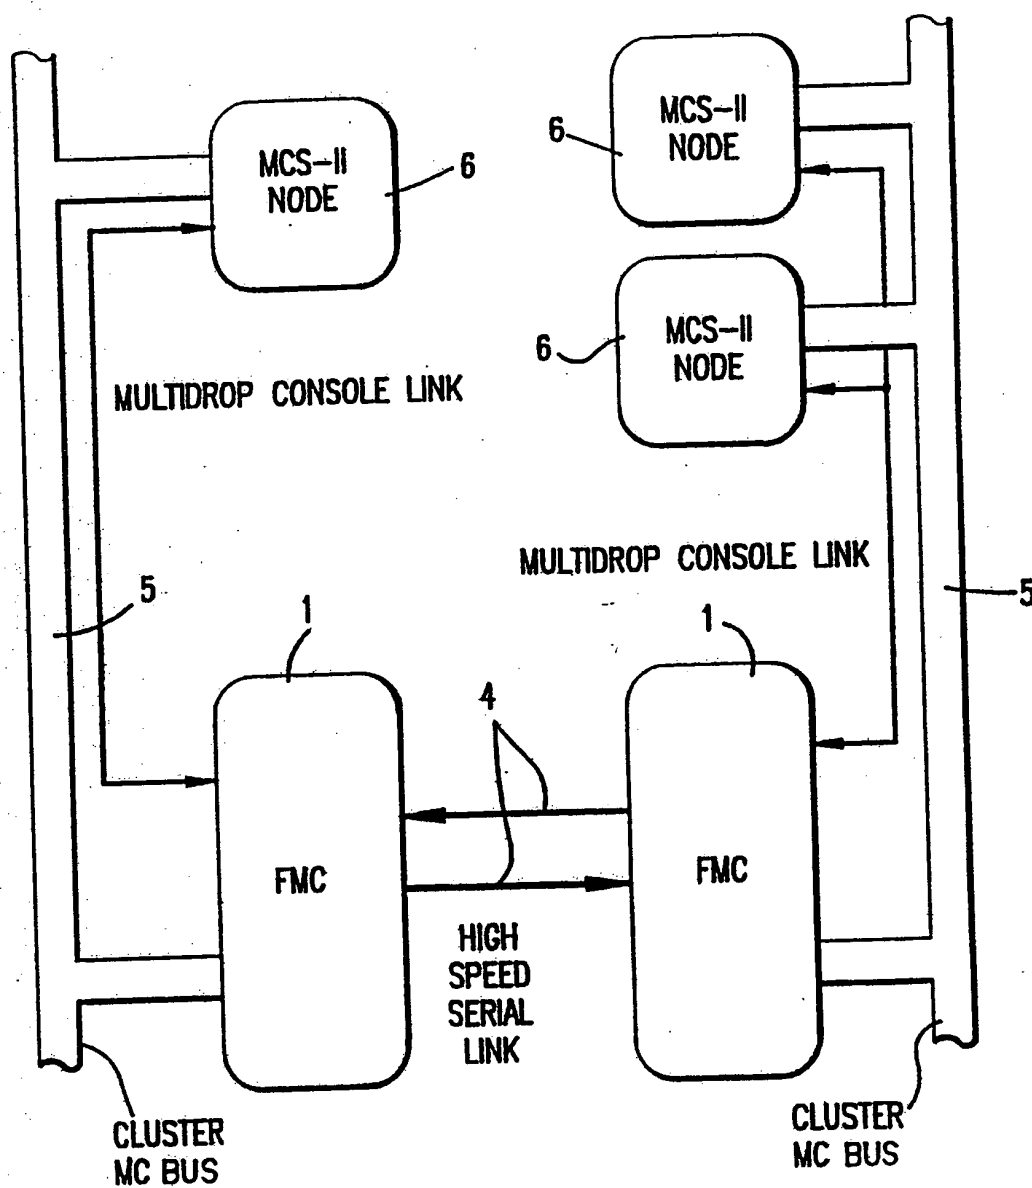 MCS-II
NODE
6
MCS-II
NODE
6
MCS-II
NODE
6
MULTIDROP CONSOLE LINK
MULTIDROP CONSOLE LINK
5
5
1
1
4
FMC
FMC
HIGH
SPEED
SERIAL
LINK
CLUSTER
MC BUS
CLUSTER
MC BUS